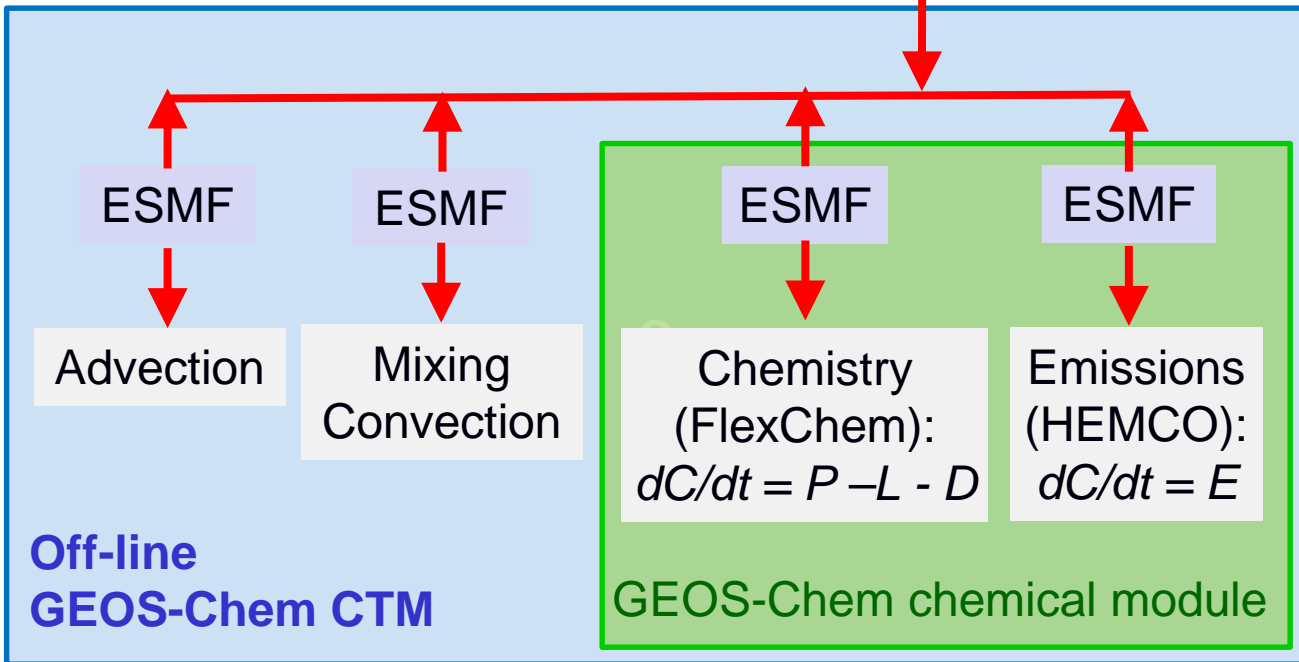 ESMF
ESMF
ESMF
ESMF
Advection
Mixing
Convection
Chemistry
(FlexChem):
dC/dt = P –L - D
Emissions
(HEMCO):
dC/dt = E
Off-line
GEOS-Chem CTM
GEOS-Chem chemical module